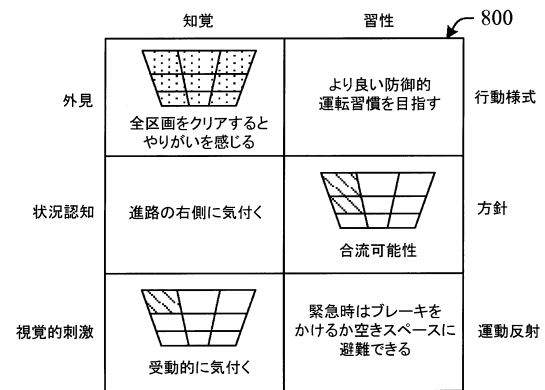 知覚 習性 800
外見
全区画をクリアすると
やりがいを感じる
より良い防御的
運転習慣を目指す
行動様式
状況認知
進路の右側に気付く
合流可能性
方針
視覚的刺激
受動的に気付く
緊急時はブレーキを
かけるか空きスペースに
避難できる
運動反射